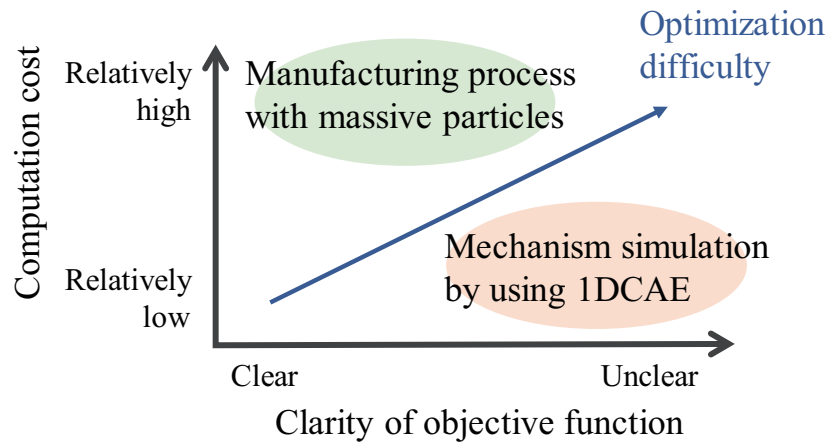 Optimization
difficulty
Computation cost
Relatively
high
Manufacturing process
with massive particles
Mechanism simulation
by using 1DCAE
Relatively
low
Clear
Unclear
Clarity of objective function